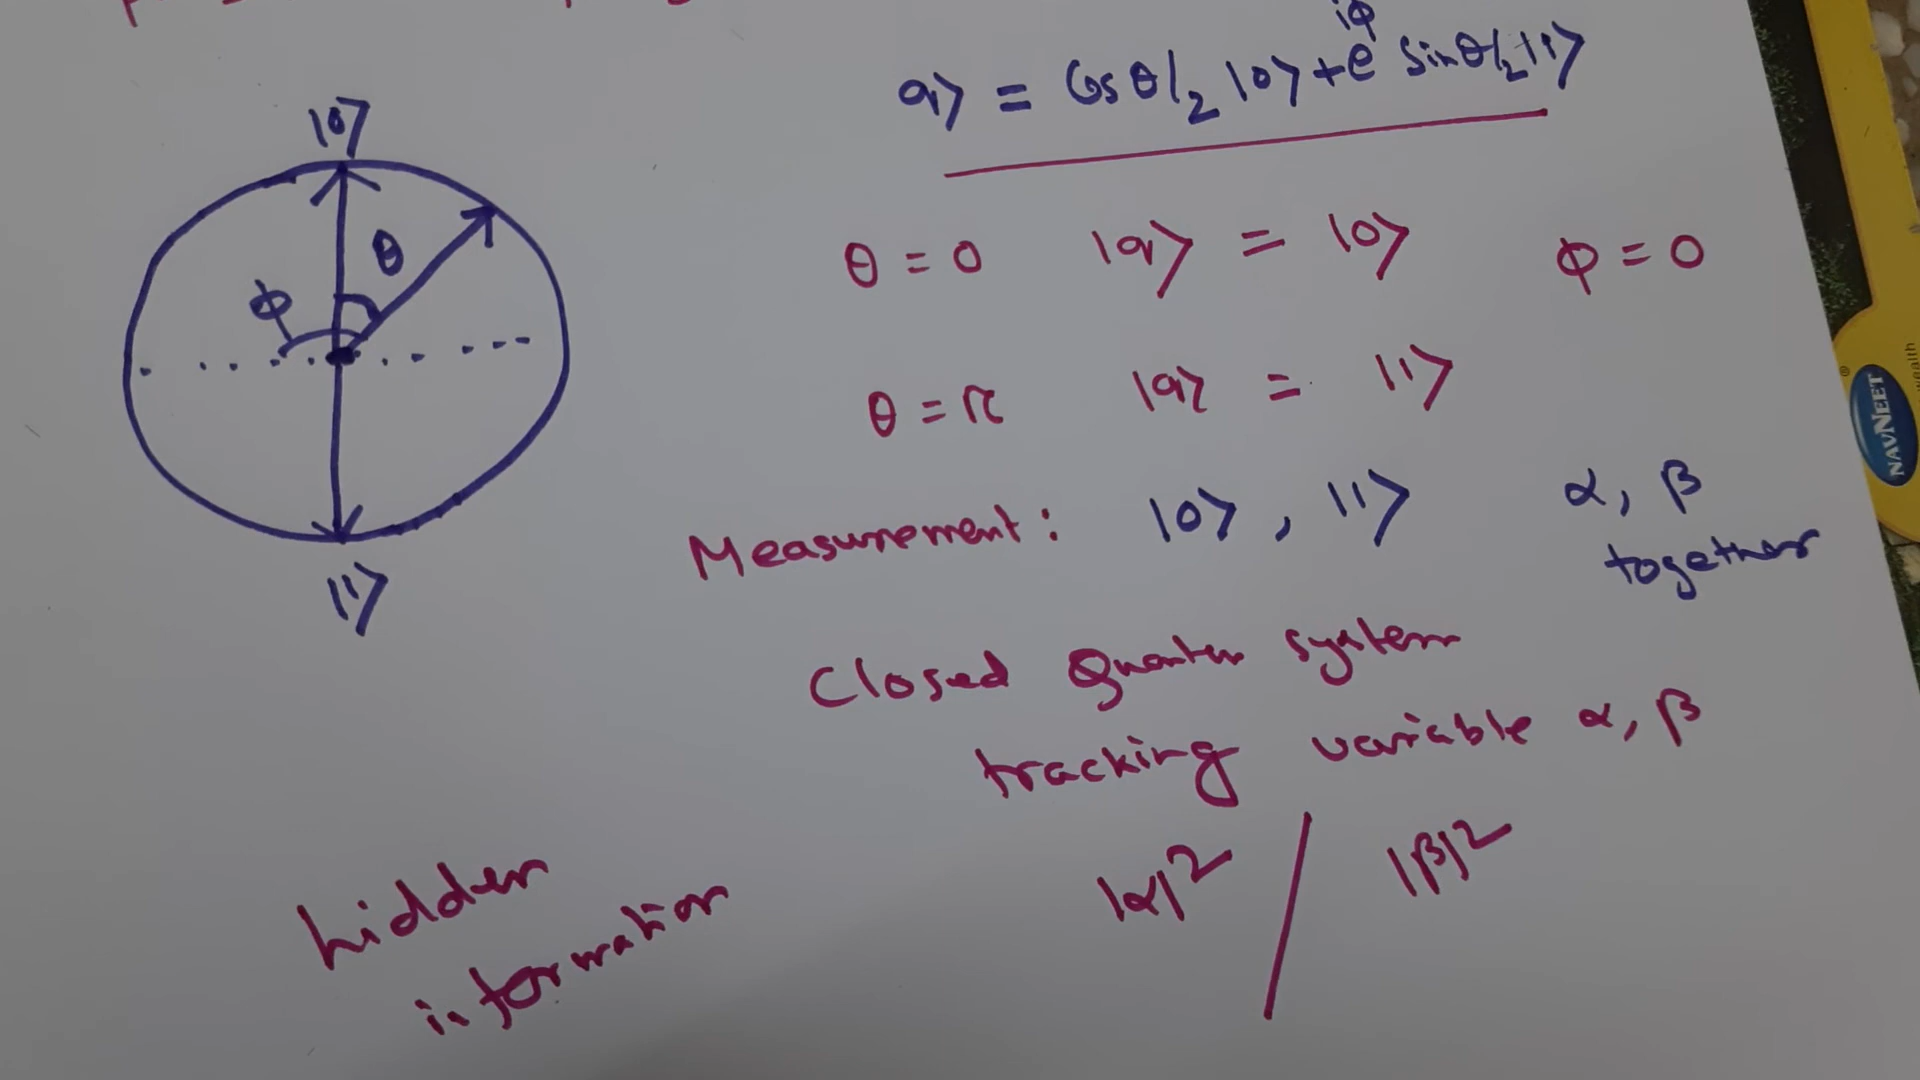 q⟩ = Cos θ/2 |0⟩ + e^iφ sin θ/2 |1⟩
|0⟩
θ
φ
|1⟩
θ = 0 |q⟩ = |0⟩ φ = 0
θ = π |q⟩ = |1⟩
Measurement: |0⟩, |1⟩ α, β
together
Closed system
tracking variable α, β
|α|² / |β|²
hidden
information
NAVNEET